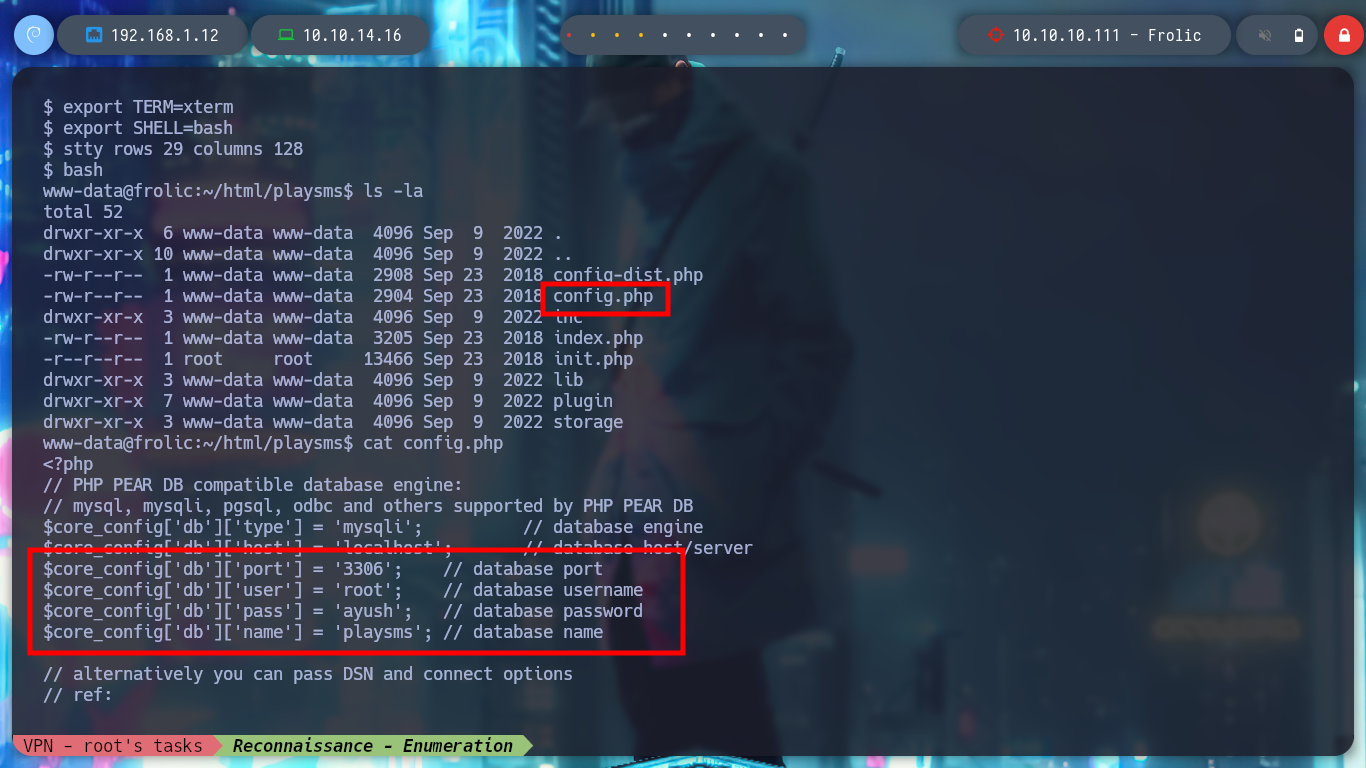 192.168.1.12 10.10.14.16 10.10.10.111 - Frolic
$ export TERM=xterm
$ export SHELL=bash
$ stty rows 29 columns 128
$ bash
www-data@frolic:~/html/playsms$ ls -la
total 52
drwxr-xr-x  6 www-data www-data  4096 Sep  9  2022 .
drwxr-xr-x 10 www-data www-data  4096 Sep  9  2022 ..
-rw-r--r--  1 www-data www-data  2908 Sep 23  2018 config-dist.php
-rw-r--r--  1 www-data www-data  2904 Sep 23  2018 config.php
drwxr-xr-x  3 www-data www-data  4096 Sep  9  2022 inc
-rw-r--r--  1 www-data www-data  3205 Sep 23  2018 index.php
-r--r--r--  1 root     root     13466 Sep 23  2018 init.php
drwxr-xr-x  3 www-data www-data  4096 Sep  9  2022 lib
drwxr-xr-x  7 www-data www-data  4096 Sep  9  2022 plugin
drwxr-xr-x  3 www-data www-data  4096 Sep  9  2022 storage
www-data@frolic:~/html/playsms$ cat config.php
<?php
// PHP PEAR DB compatible database engine:
// mysql, mysqli, pgsql, odbc and others supported by PHP PEAR DB
$core_config['db']['type'] = 'mysqli';          // database engine
$core_config['db']['host'] = 'localhost';       // database host/server
$core_config['db']['port'] = '3306';    // database port
$core_config['db']['user'] = 'root';    // database username
$core_config['db']['pass'] = 'ayush';   // database password
$core_config['db']['name'] = 'playsms'; // database name
// alternatively you can pass DSN and connect options
// ref:
VPN - root's tasks Reconnaissance - Enumeration